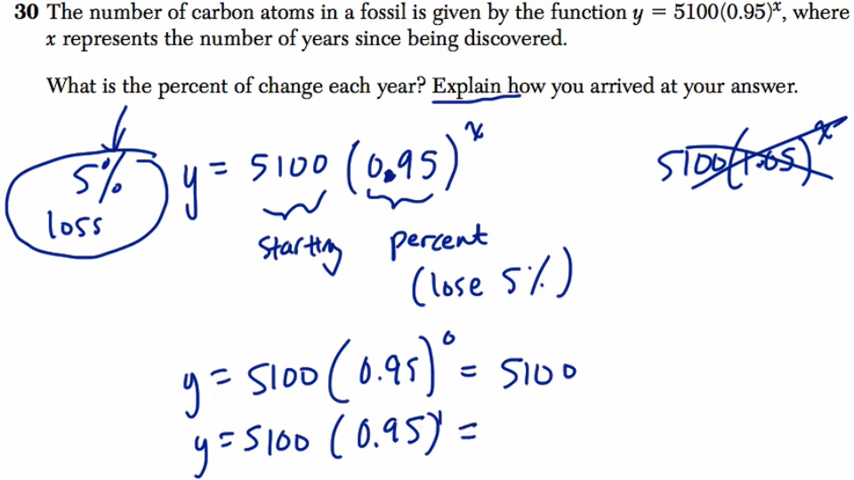 30 The number of carbon atoms in a fossil is given by the function y = 5100(0.95)ˣ, where
x represents the number of years since being discovered.
What is the percent of change each year? Explain how you arrived at your answer.
5%
loss
y = 5100 (0.95)ˣ
5100(1.05)ˣ
starting
percent
(lose 5%)
y = 5100 (0.95)⁰ = 5100
y = 5100 (0.95)¹ =